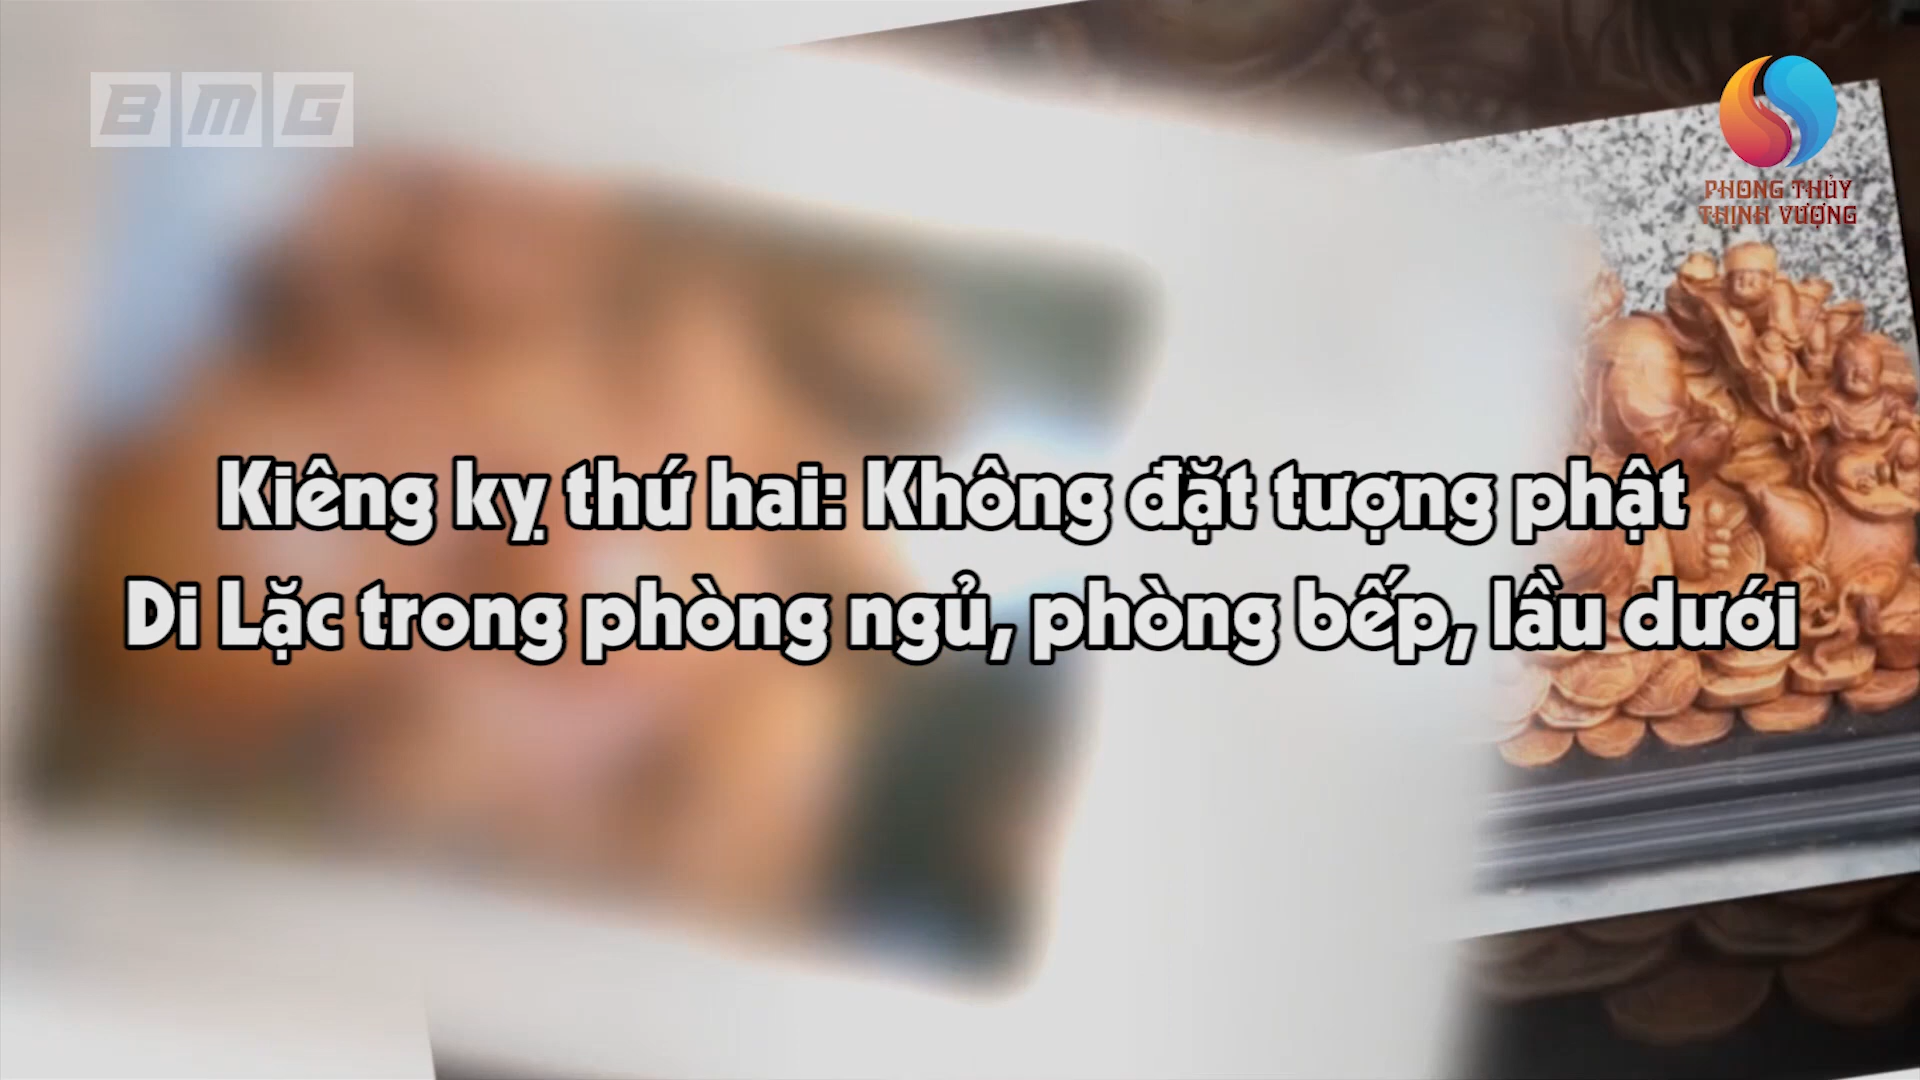 BMG
PHONG THỦY
THỊNH VƯỢNG
Kiêng kỵ thứ hai: Không đặt tượng phật
Di Lặc trong phòng ngủ, phòng bếp, lầu dưới